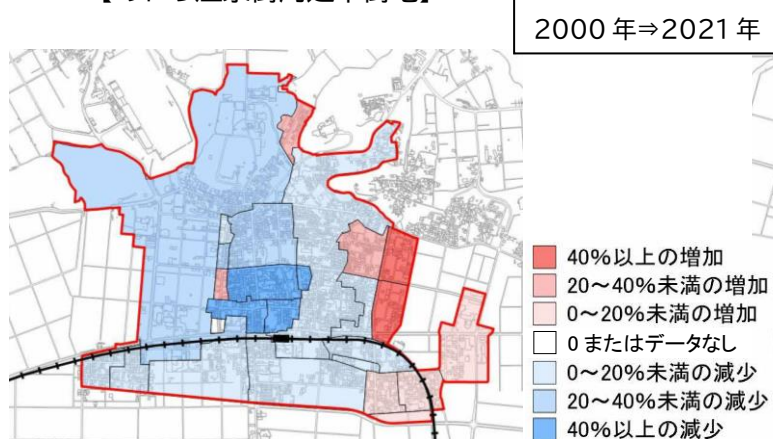 2000年⇒2021年
40%以上の増加
20~40%未満の増加
0~20%未満の増加
0またはデータなし
0~20%未満の減少
20~40%未満の減少
40%以上の減少